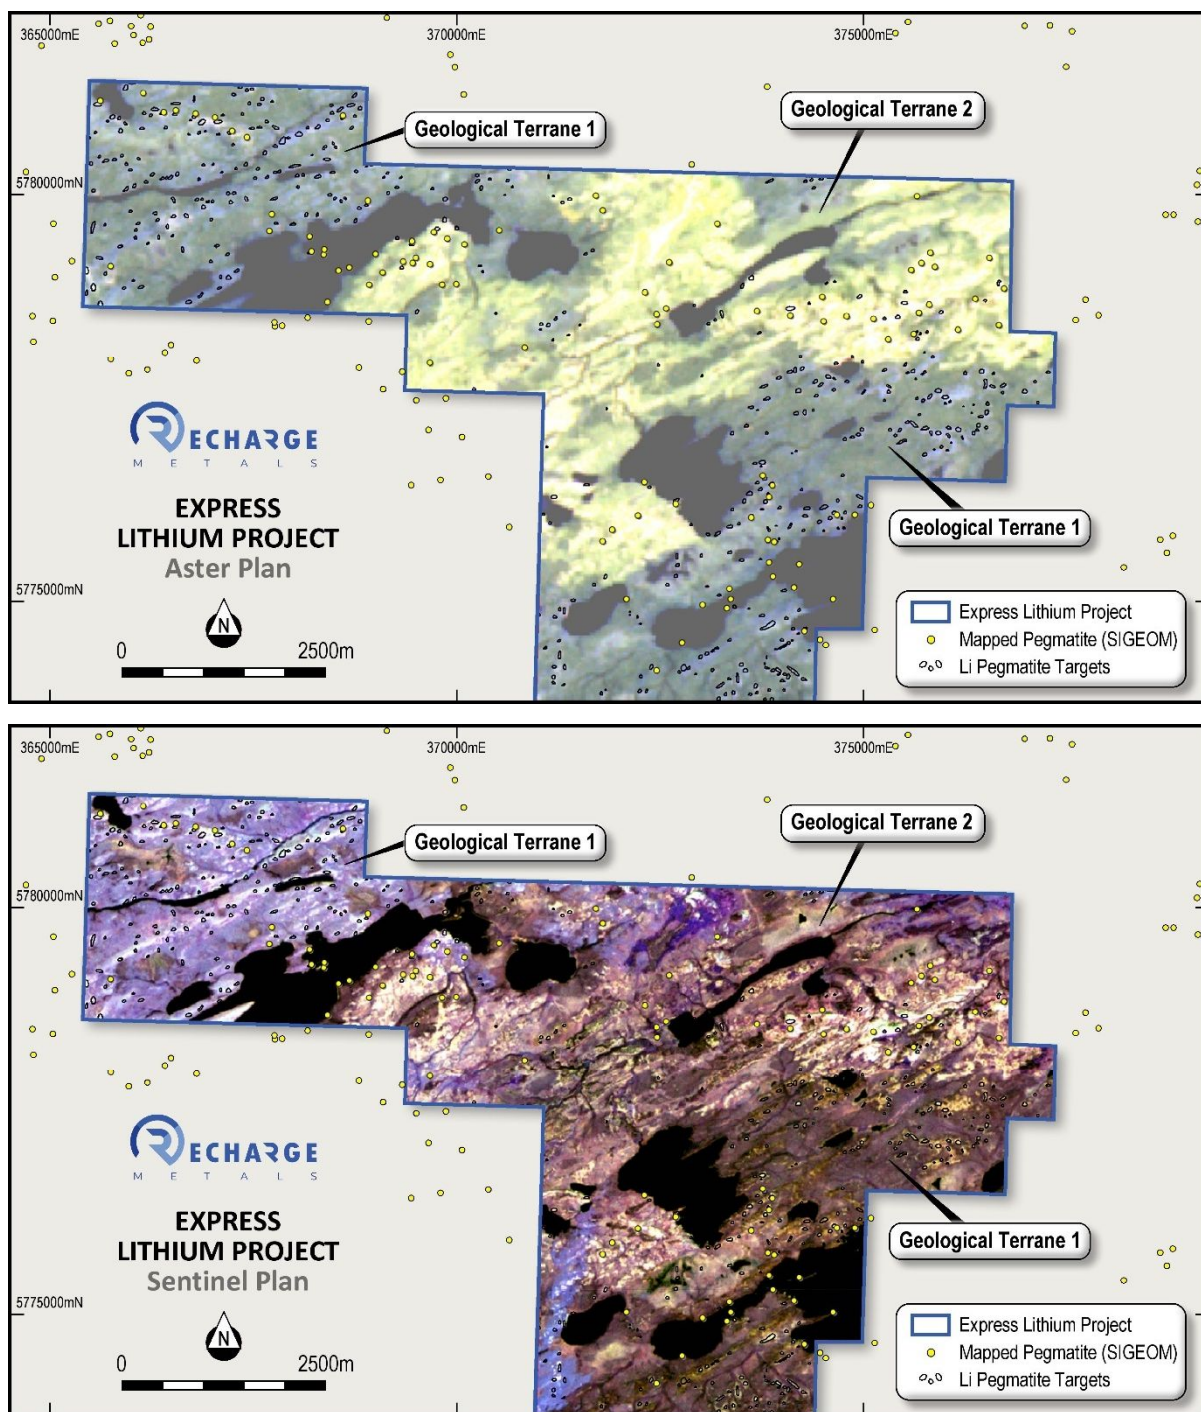 365000mE
370000mE
375000mE
Geological Terrane 2
Geological Terrane 1
5780000mN
RECHARGE
METALS
EXPRESS
LITHIUM PROJECT
Aster Plan
Geological Terrane 1
5775000mN
N
0 2500m
Express Lithium Project
Mapped Pegmatite (SIGEOM)
Li Pegmatite Targets
365000mE
370000mE
375000mE
Geological Terrane 2
Geological Terrane 1
5780000mN
RECHARGE
METALS
EXPRESS
LITHIUM PROJECT
Sentinel Plan
Geological Terrane 1
5775000mN
N
0 2500m
Express Lithium Project
Mapped Pegmatite (SIGEOM)
Li Pegmatite Targets